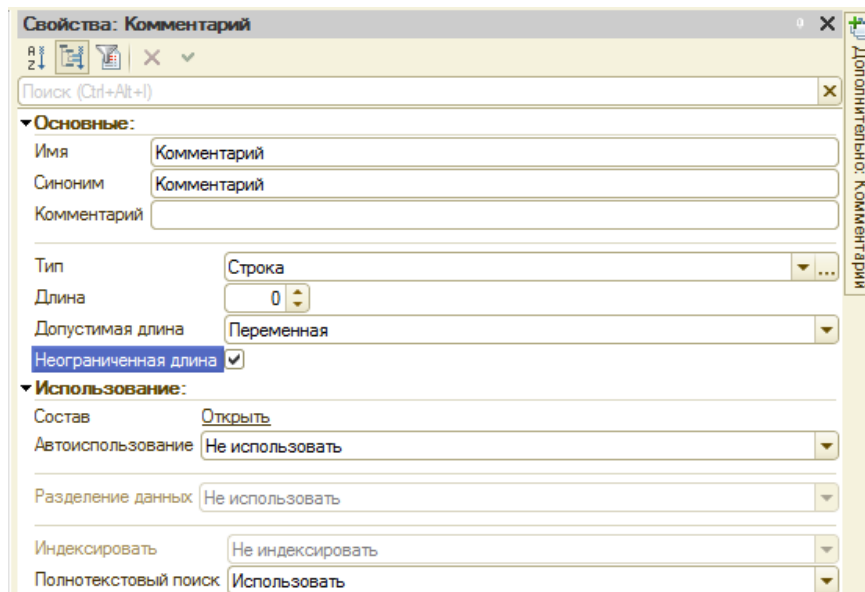 Свойства: Комментарий
Поиск (Ctrl+Alt+I)
Основные:
Имя Комментарий
Синоним Комментарий
Комментарий
Тип Строка
Длина 0
Допустимая длина Переменная
Неограниченная длина
Использование:
Состав Открыть
Автоиспользование Не использовать
Разделение данных Не использовать
Индексировать Не индексировать
Полнотекстовый поиск Использовать
Дополнительно: Комментарий